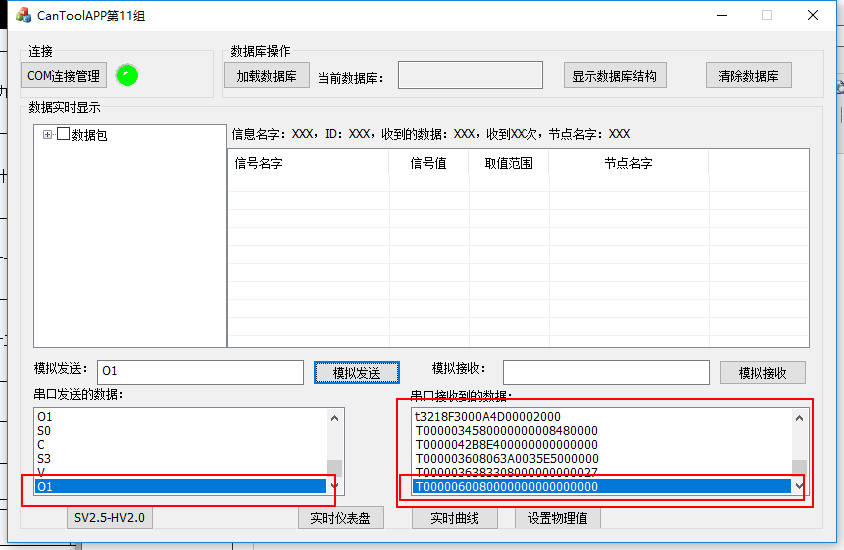 CanToolAPP第11组
连接
COM连接管理
数据库操作
加载数据库
当前数据库：
显示数据库结构
清除数据库
数据实时显示
数据包
信息名字：XXX，ID：XXX，收到的数据：XXX，收到XX次，节点名字：XXX
信号名字 信号值 取值范围 节点名字
模拟发送： O1 模拟发送 模拟接收： 模拟接收
串口发送的数据：
O1
S0
C
S3
V
O1
串口接收到的数据：
t3218F3000A4D00002000
T0000034580000000008480000
T0000042B8E400000000000000
T000003608063A0035E5000000
T0000363833080000000000027
T0000060080000000000000000
SV2.5-HV2.0 实时仪表盘 实时曲线 设置物理值